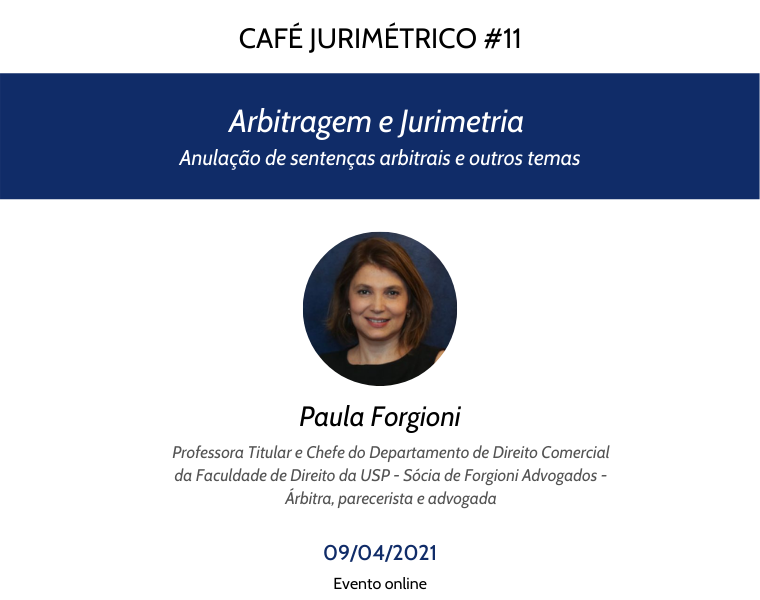 CAFÉ JURIMÉTRICO #11
Arbitragem e Jurimetria
Anulação de sentenças arbitrais e outros temas
Paula Forgioni
Professora Titular e Chefe do Departamento de Direito Comercial
da Faculdade de Direito da USP - Sócia de Forgioni Advogados -
Árbitra, parecerista e advogada
09/04/2021
Evento online